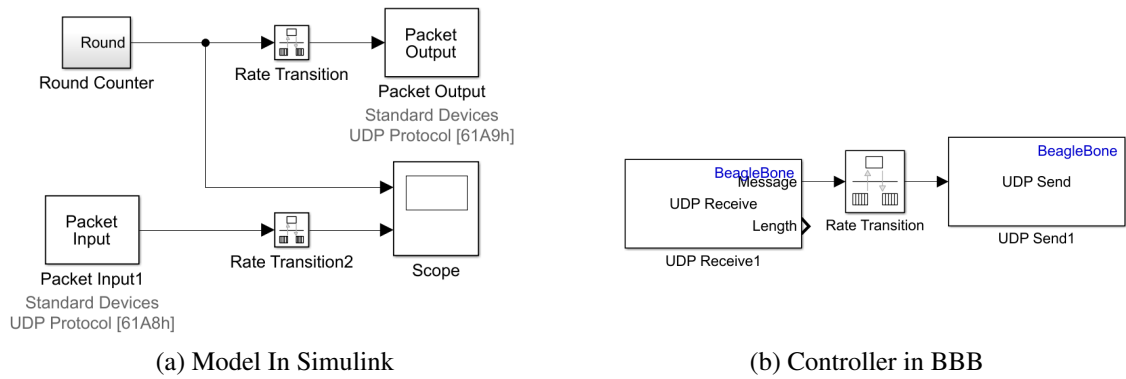 Round
Round Counter
Rate Transition
Packet
Output
Packet Output
Standard Devices
UDP Protocol [61A9h]
Packet
Input
Packet Input1
Standard Devices
UDP Protocol [61A8h]
Rate Transition2
Scope
(a) Model In Simulink
BeagleBone
Message
UDP Receive
Length
UDP Receive1
Rate Transition
BeagleBone
UDP Send
UDP Send1
(b) Controller in BBB